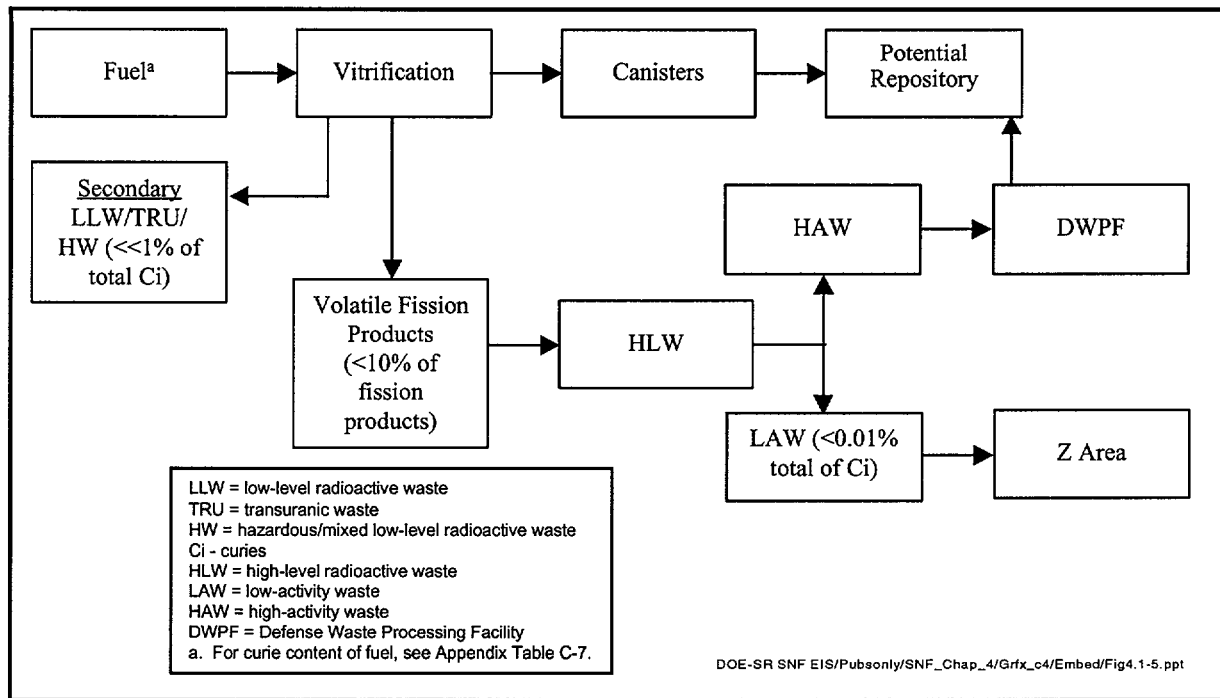 Fuelᵃ
Vitrification
Canisters
Potential
Repository
Secondary
LLW/TRU/
HW (<<1% of
total Ci)
HAW
DWPF
Volatile Fission
Products
(<10% of
fission
products)
HLW
LAW (<0.01%
total of Ci)
Z Area
LLW = low-level radioactive waste
TRU = transuranic waste
HW = hazardous/mixed low-level radioactive waste
Ci - curies
HLW = high-level radioactive waste
LAW = low-activity waste
HAW = high-activity waste
DWPF = Defense Waste Processing Facility
a. For curie content of fuel, see Appendix Table C-7.
DOE-SR SNF EIS/Pubsonly/SNF_Chap_4/Grfx_c4/Embed/Fig4.1-5.ppt